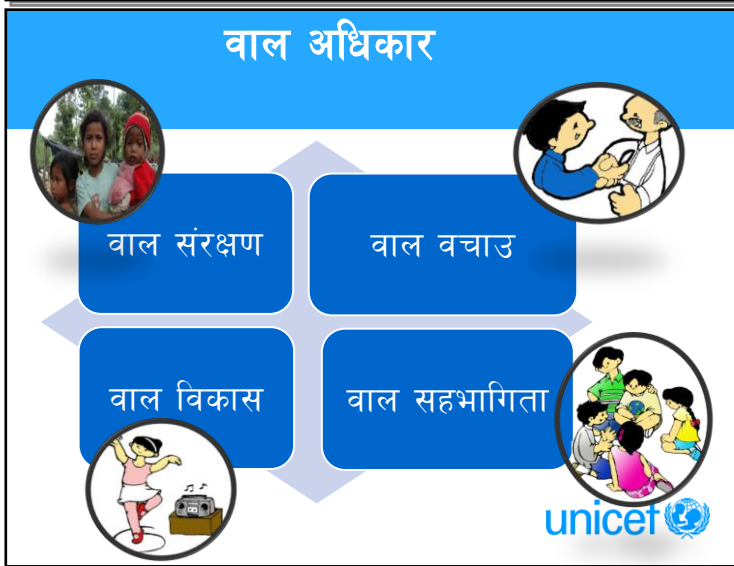 वाल अधिकार
वाल संरक्षण
वाल वचाउ
वाल विकास
वाल सहभागिता
unicef